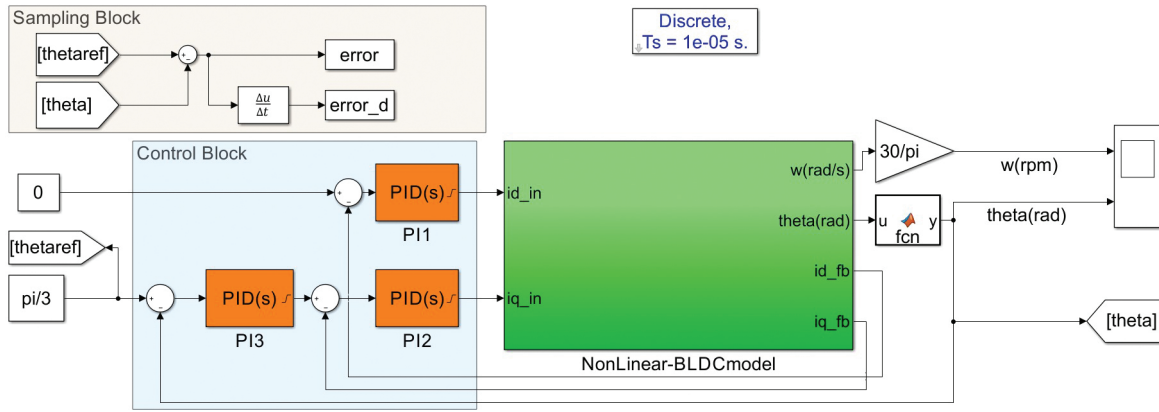 Sampling Block
[thetaref]
error
[theta]
Δu
Δt
error_d
Discrete,
Ts = 1e-05 s.
Control Block
0
PID(s)
PI1
[thetaref]
pi/3
PID(s)
PI3
PID(s)
PI2
id_in
iq_in
w(rad/s)
theta(rad)
id_fb
iq_fb
NonLinear-BLDCmodel
30/pi
w(rpm)
u
y
fcn
theta(rad)
[theta]